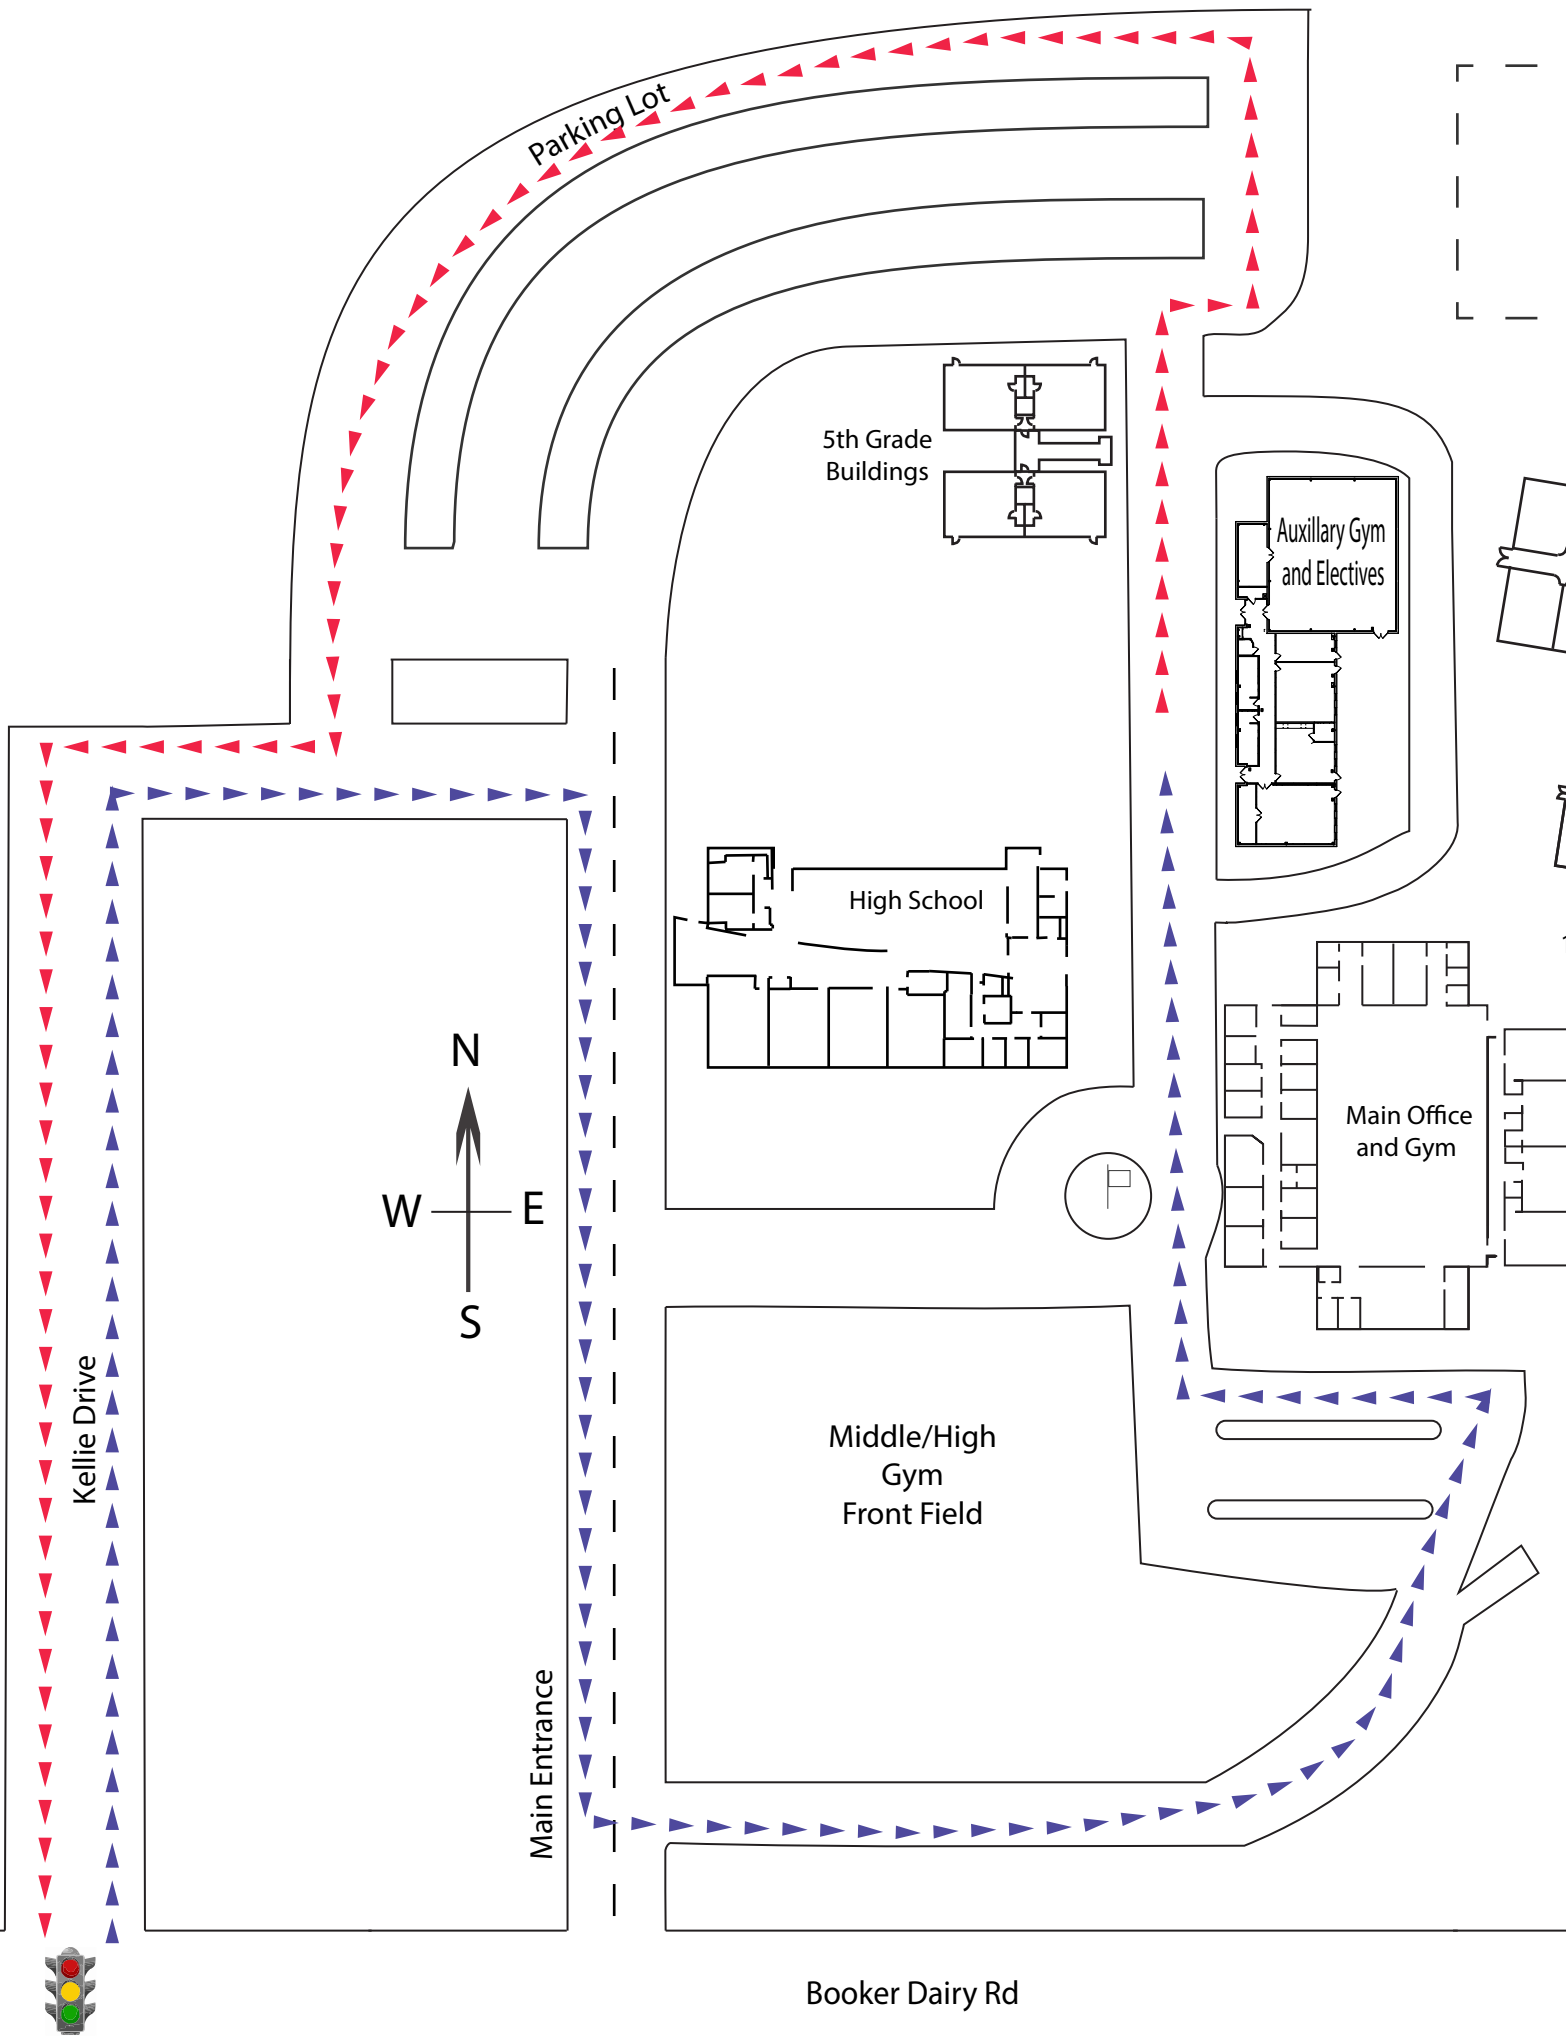 Parking Lot
5th Grade
Buildings
Auxillary Gym
and Electives
High School
N
W
E
S
Main Office
and Gym
Kellie Drive
Middle/High
Gym
Front Field
Main Entrance
Booker Dairy Rd